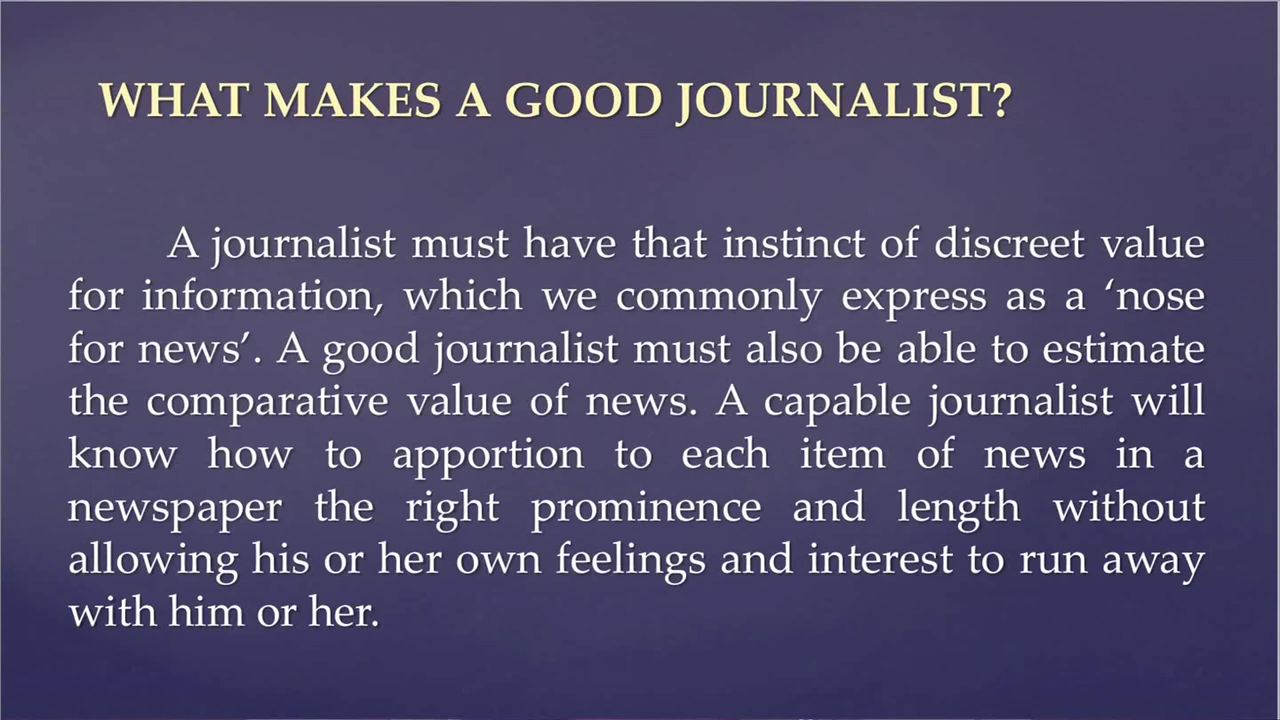 WHAT MAKES A GOOD JOURNALIST?
A journalist must have that instinct of discreet value
for information, which we commonly express as a ‘nose
for news’. A good journalist must also be able to estimate
the comparative value of news. A capable journalist will
know how to apportion to each item of news in a
newspaper the right prominence and length without
allowing his or her own feelings and interest to run away
with him or her.